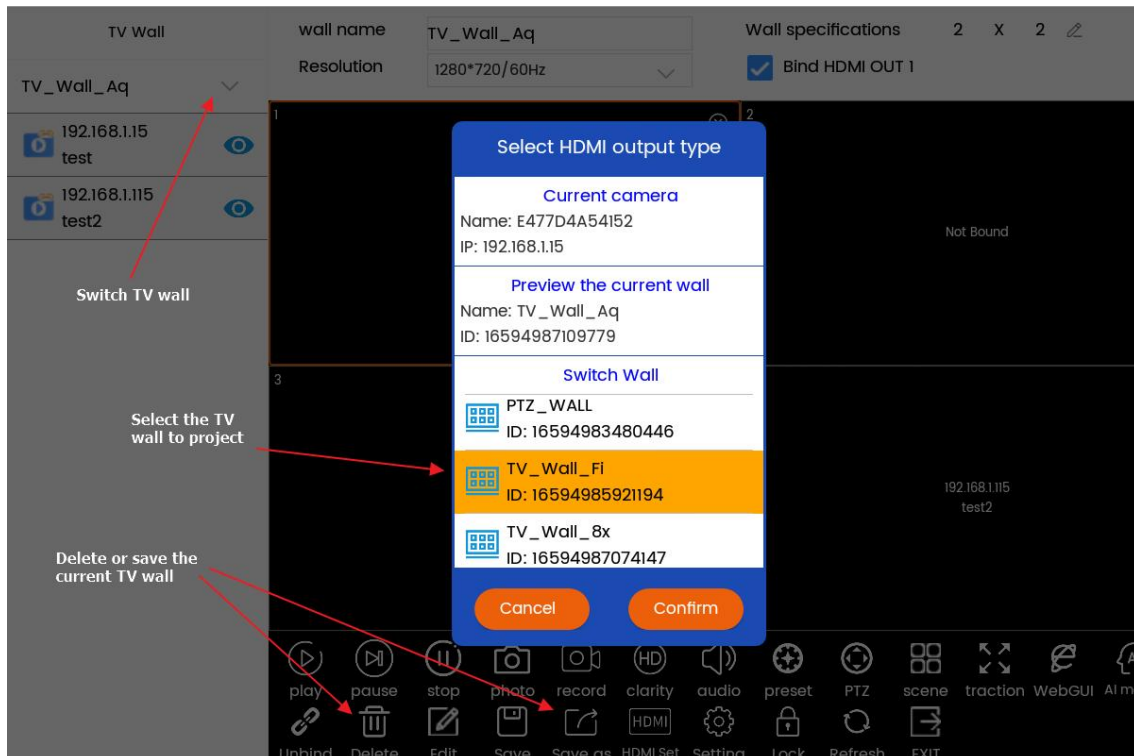 TV Wall
wall name
TV_Wall_Aq
Wall specifications 2 X 2
Resolution
1280*720/60Hz
Bind HDMI OUT 1
TV_Wall_Aq
192.168.1.15
test
192.168.1.115
test2
Switch TV wall
Select the TV
wall to project
Delete or save the
current TV wall
1
2
Not Bound
3
192.168.1.115
test2
Select HDMI output type
Current camera
Name: E477D4A54152
IP: 192.168.1.15
Preview the current wall
Name: TV_Wall_Aq
ID: 16594987109779
Switch Wall
PTZ_WALL
ID: 16594983480446
TV_Wall_Fi
ID: 16594985921194
TV_Wall_8x
ID: 16594987074147
Cancel Confirm
HD
play pause stop photo record clarity audio preset PTZ scene traction WebGUI AI m
HDMI
Unbind Delete Edit Save Save as HDMI Set Setting Lock Refresh EXIT